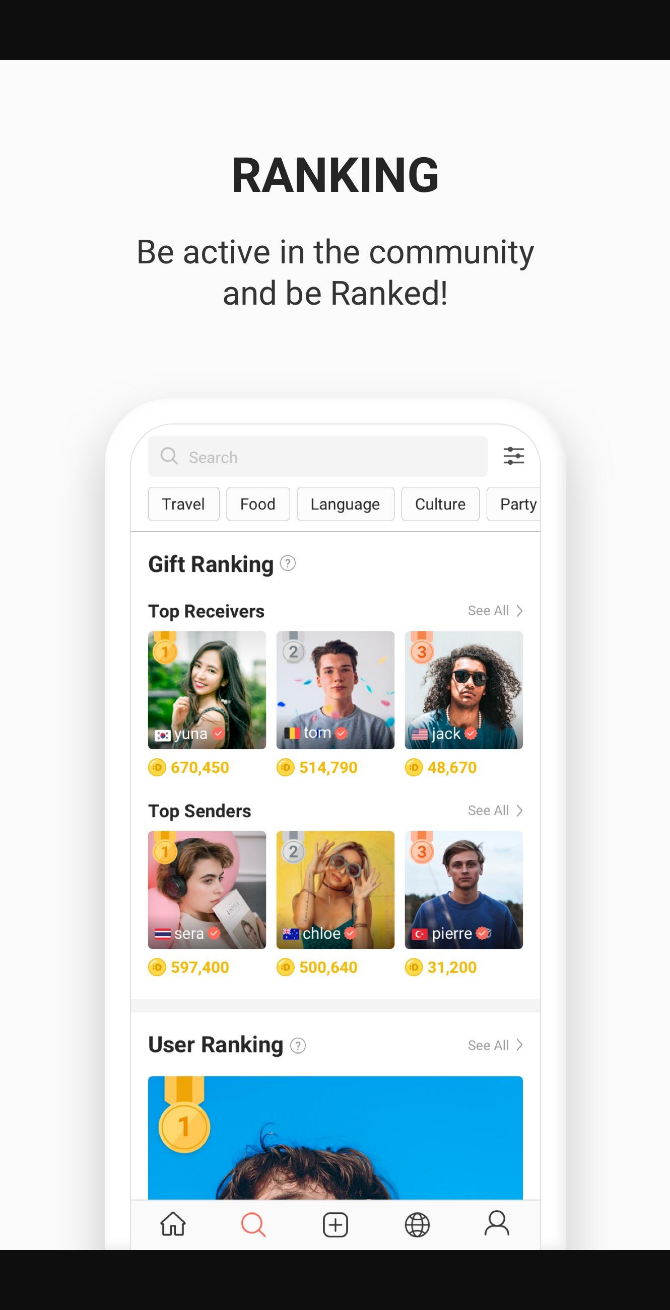 RANKING
Be active in the community
and be Ranked!
Search
Travel Food Language Culture Party
Gift Ranking ?
Top Receivers See All
1 2 3
yuna tom jack
D 670,450 D 514,790 D 48,670
Top Senders See All
1 2 3
sera chloe pierre
D 597,400 D 500,640 D 31,200
User Ranking ? See All
1